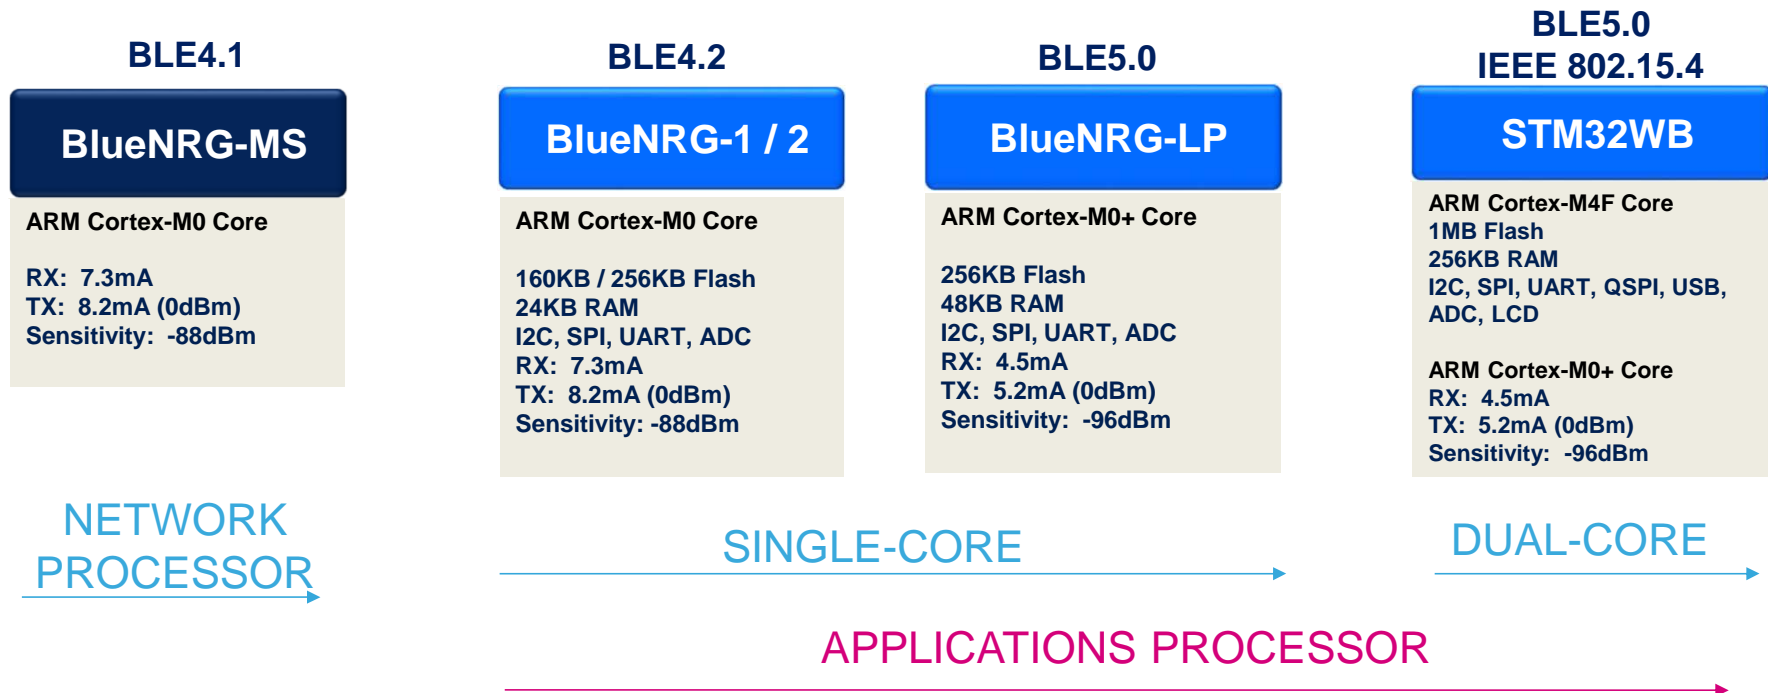 BLE4.1
BlueNRG-MS
ARM Cortex-M0 Core
RX: 7.3mA
TX: 8.2mA (0dBm)
Sensitivity: -88dBm
BLE4.2
BlueNRG-1 / 2
ARM Cortex-M0 Core
160KB / 256KB Flash
24KB RAM
I2C, SPI, UART, ADC
RX: 7.3mA
TX: 8.2mA (0dBm)
Sensitivity: -88dBm
BLE5.0
BlueNRG-LP
ARM Cortex-M0+ Core
256KB Flash
48KB RAM
I2C, SPI, UART, ADC
RX: 4.5mA
TX: 5.2mA (0dBm)
Sensitivity: -96dBm
BLE5.0
IEEE 802.15.4
STM32WB
ARM Cortex-M4F Core
1MB Flash
256KB RAM
I2C, SPI, UART, QSPI, USB,
ADC, LCD
ARM Cortex-M0+ Core
RX: 4.5mA
TX: 5.2mA (0dBm)
Sensitivity: -96dBm
NETWORK
PROCESSOR
SINGLE-CORE
DUAL-CORE
APPLICATIONS PROCESSOR